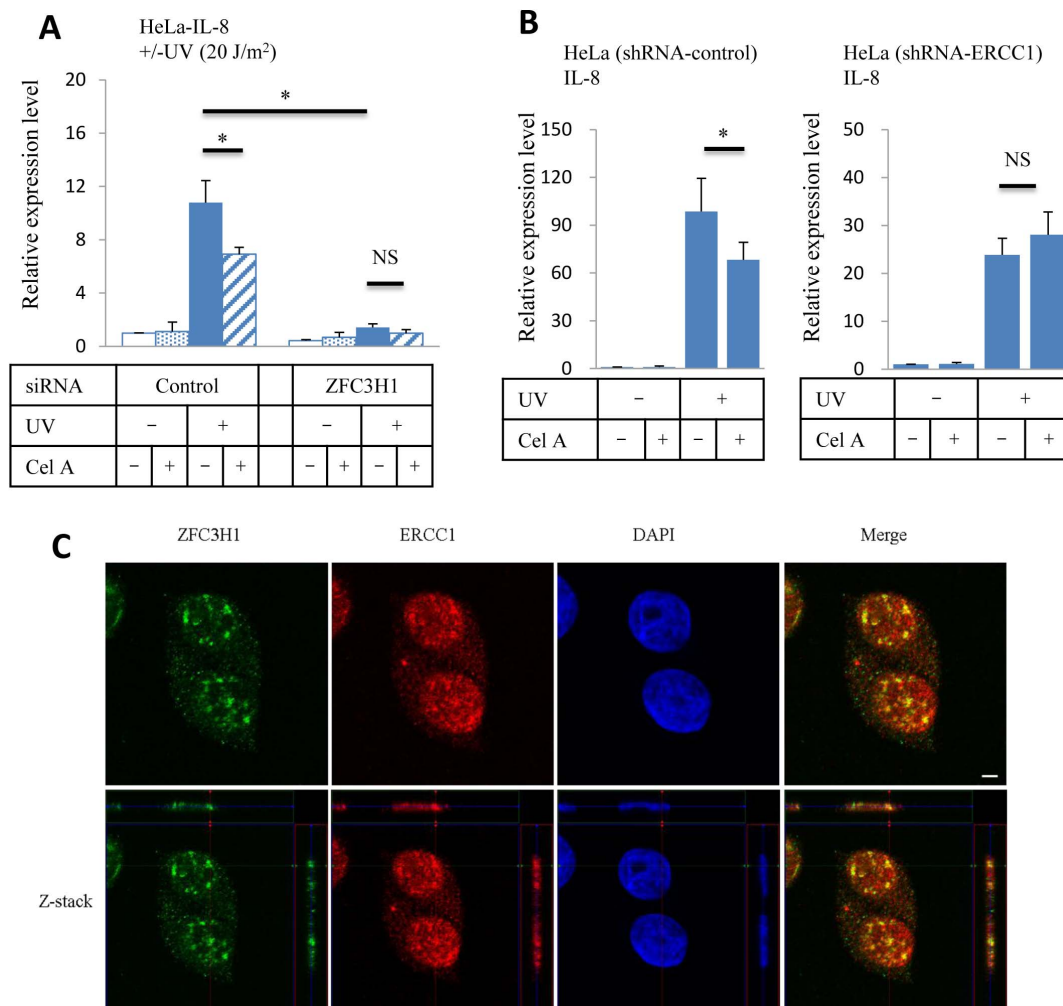 A
HeLa-IL-8
+/-UV (20 J/m²)
Relative expression level
20
16
12
8
4
0
*
*
NS
siRNA Control ZFC3H1
UV − + − +
Cel A − + − + − + − +
B
HeLa (shRNA-control)
IL-8
Relative expression level
150
120
90
60
30
0
*
UV − +
Cel A − + − +
HeLa (shRNA-ERCC1)
IL-8
Relative expression level
50
40
30
20
10
0
NS
UV − +
Cel A − + − +
C
ZFC3H1 ERCC1 DAPI Merge
Z-stack